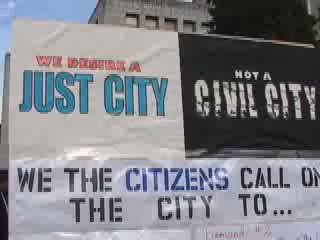 WE DESIRE A
JUST CITY
NOT A
CIVIL CITY
WE THE CITIZENS CALL ON
THE CITY TO...